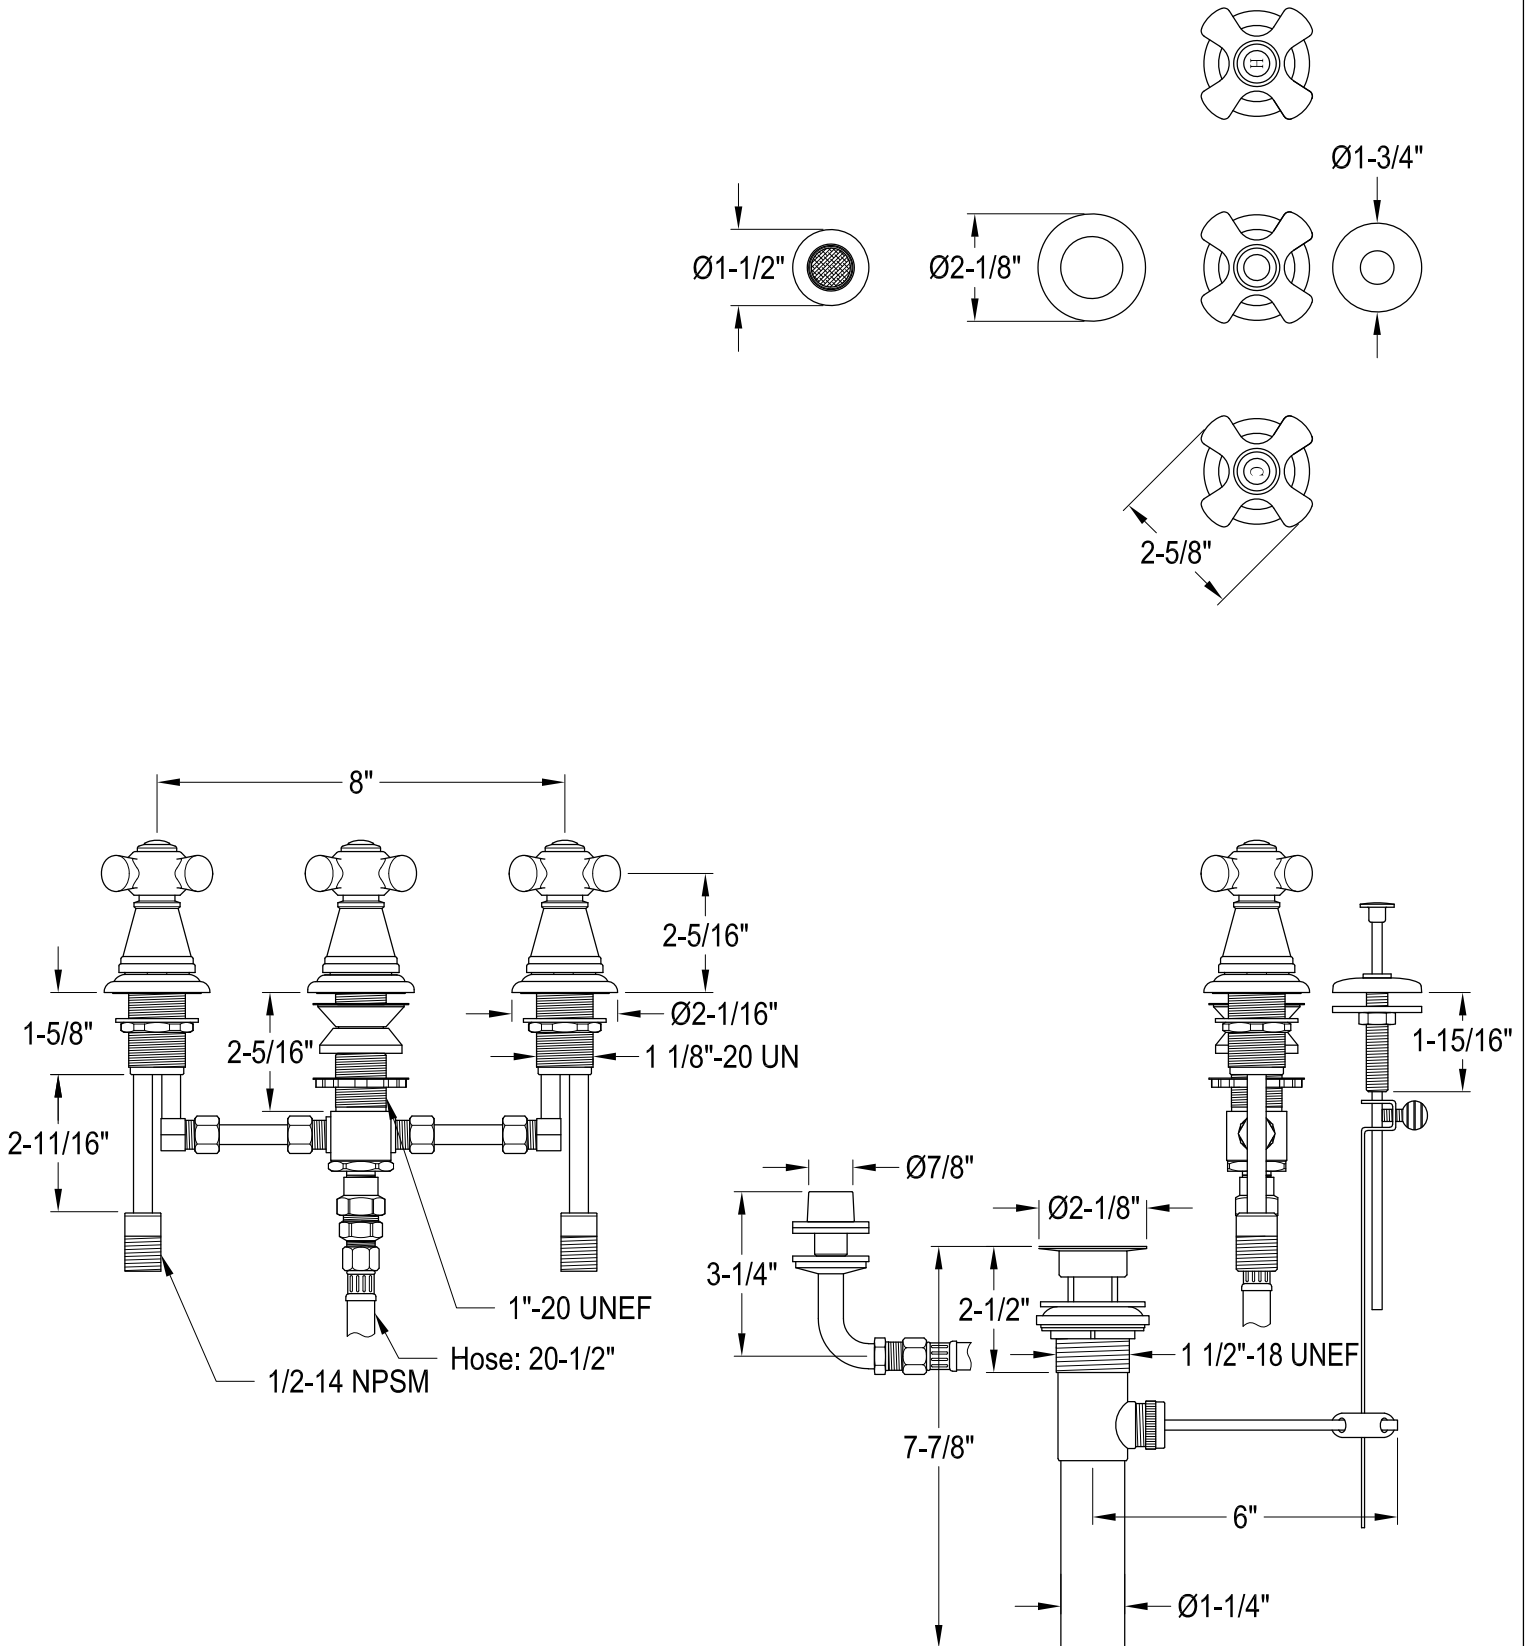 H
Ø1-3/4"
Ø1-1/2"
Ø2-1/8"
C
2-5/8"
8"
2-5/16"
1-5/8"
2-5/16"
Ø2-1/16"
1 1/8"-20 UN
1-15/16"
2-11/16"
Ø7/8"
Ø2-1/8"
3-1/4"
2-1/2"
1"-20 UNEF
Hose: 20-1/2"
1 1/2"-18 UNEF
1/2-14 NPSM
7-7/8"
6"
Ø1-1/4"